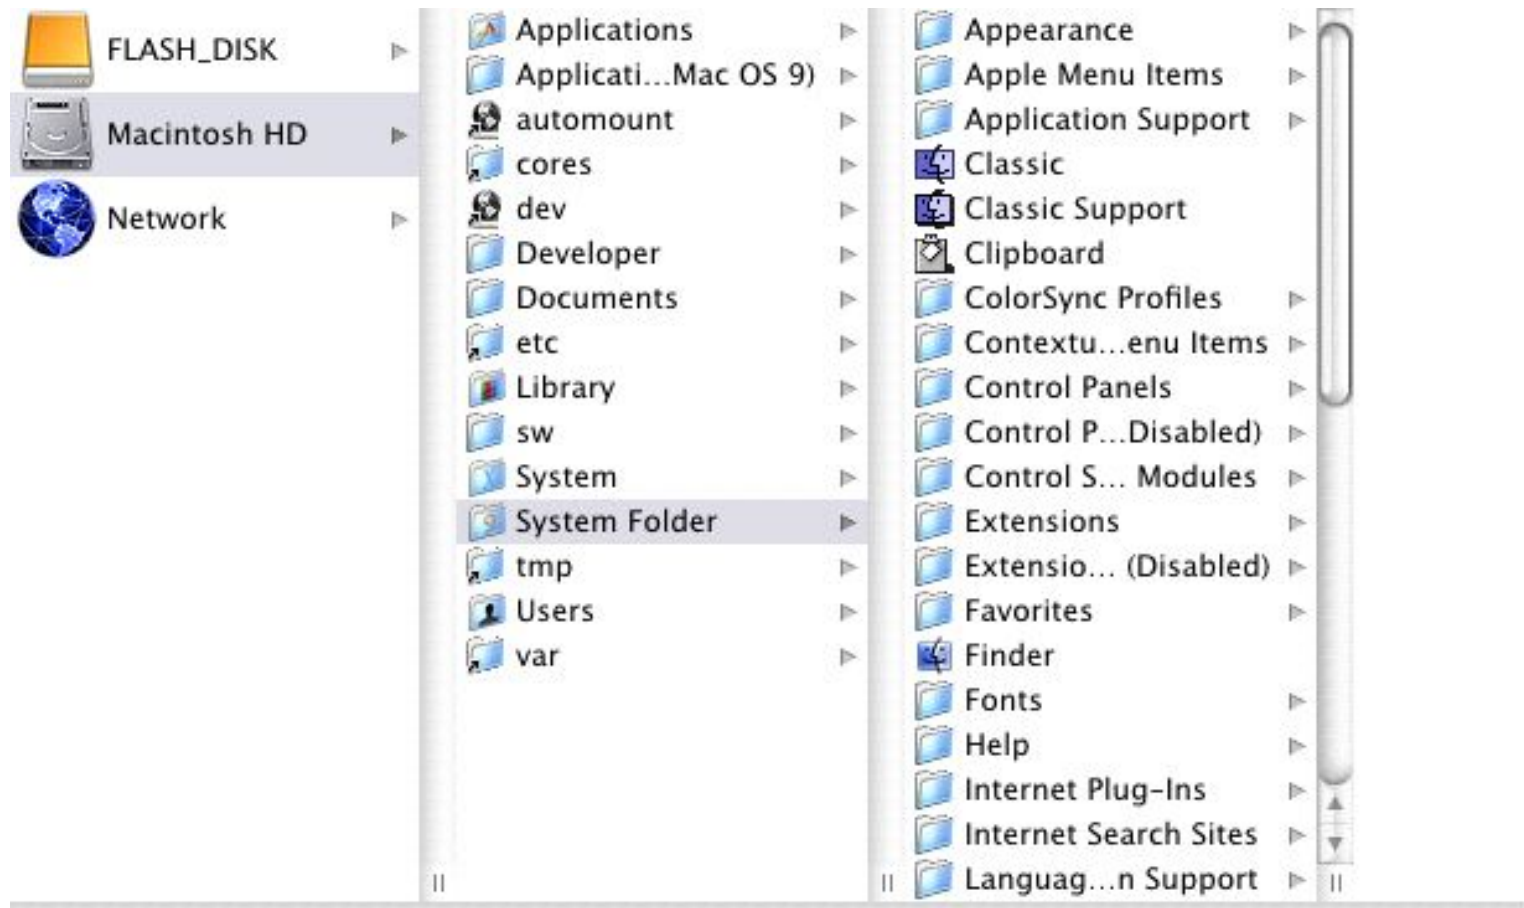 FLASH_DISK
Macintosh HD
Network
Applications
Applicati...Mac OS 9)
automount
cores
dev
Developer
Documents
etc
Library
sw
System
System Folder
tmp
Users
var
Appearance
Apple Menu Items
Application Support
Classic
Classic Support
Clipboard
ColorSync Profiles
Contextu...enu Items
Control Panels
Control P...Disabled)
Control S... Modules
Extensions
Extensio... (Disabled)
Favorites
Finder
Fonts
Help
Internet Plug-Ins
Internet Search Sites
Languag...n Support